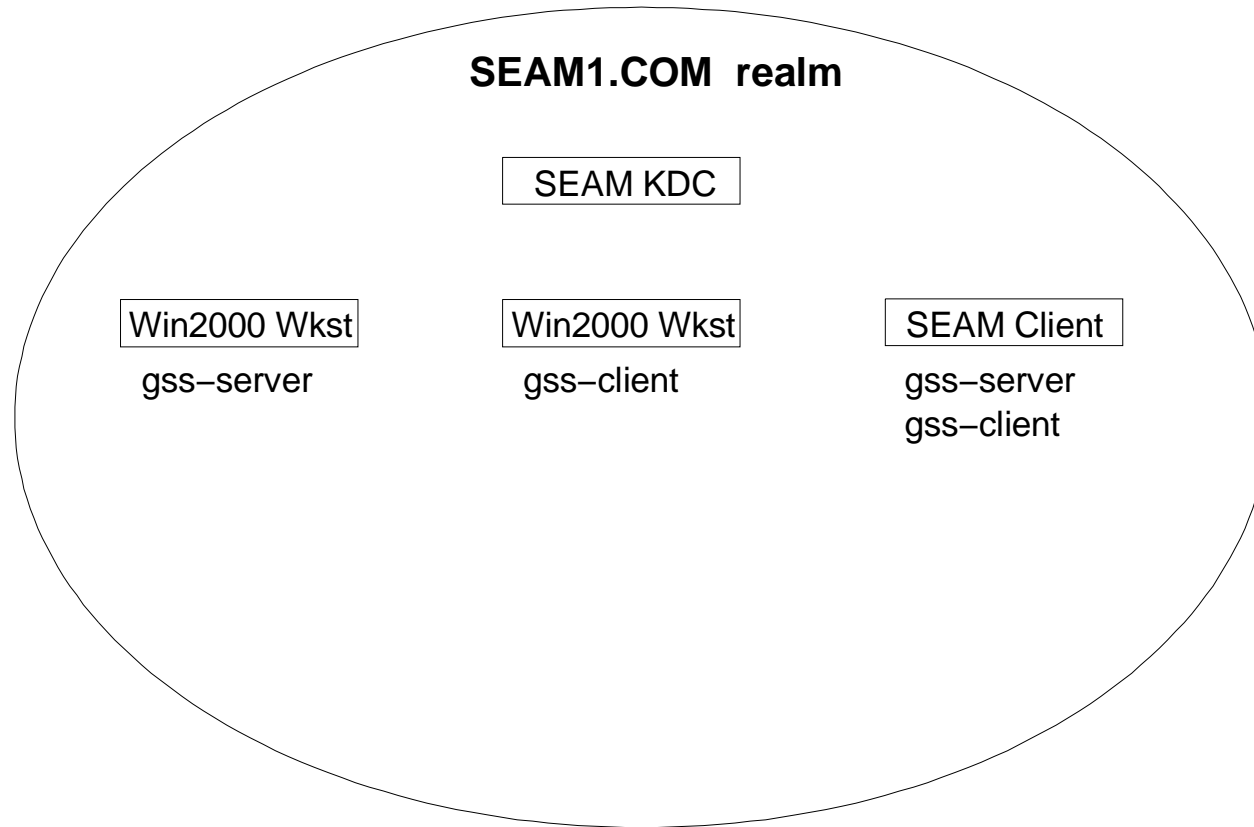 SEAM1.COM realm
SEAM KDC
Win2000 Wkst
gss−server
Win2000 Wkst
gss−client
SEAM Client
gss−server
gss−client